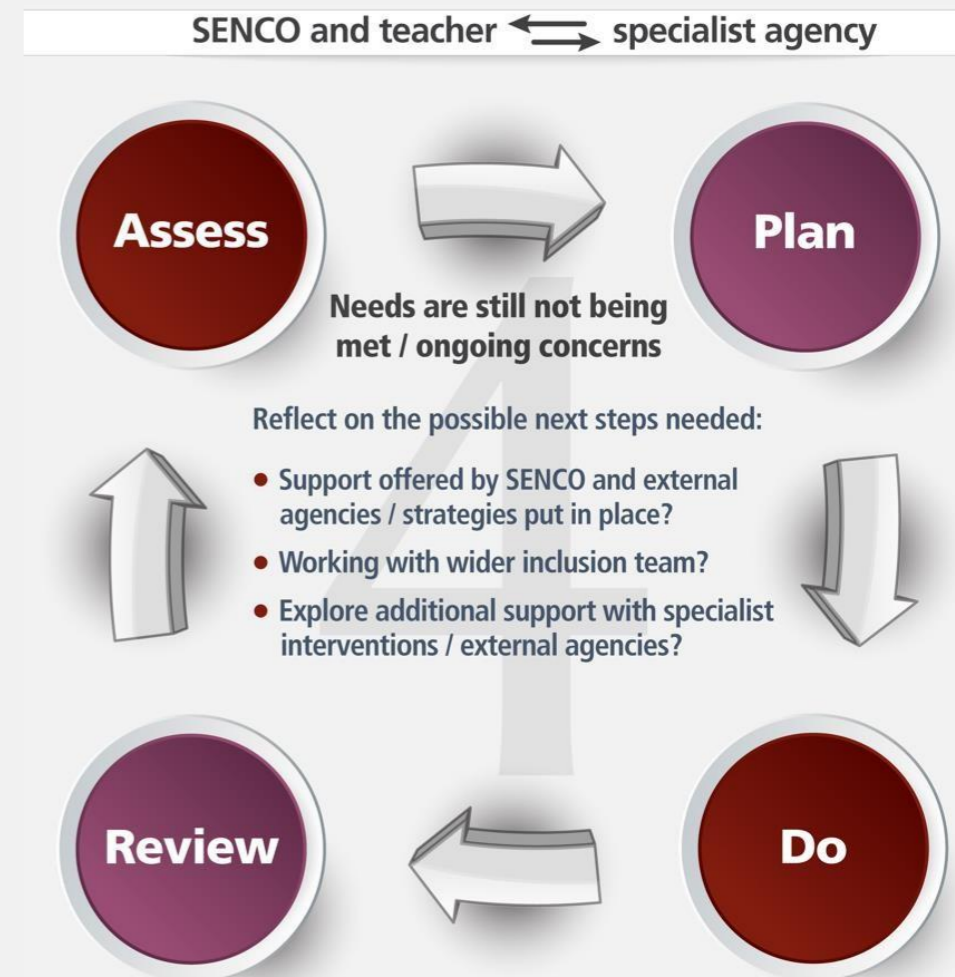 SENCO and teacher ⇄ specialist agency
Assess
Plan
Needs are still not being
met / ongoing concerns
4
Reflect on the possible next steps needed:
• Support offered by SENCO and external
agencies / strategies put in place?
• Working with wider inclusion team?
• Explore additional support with specialist
interventions / external agencies?
Review
Do